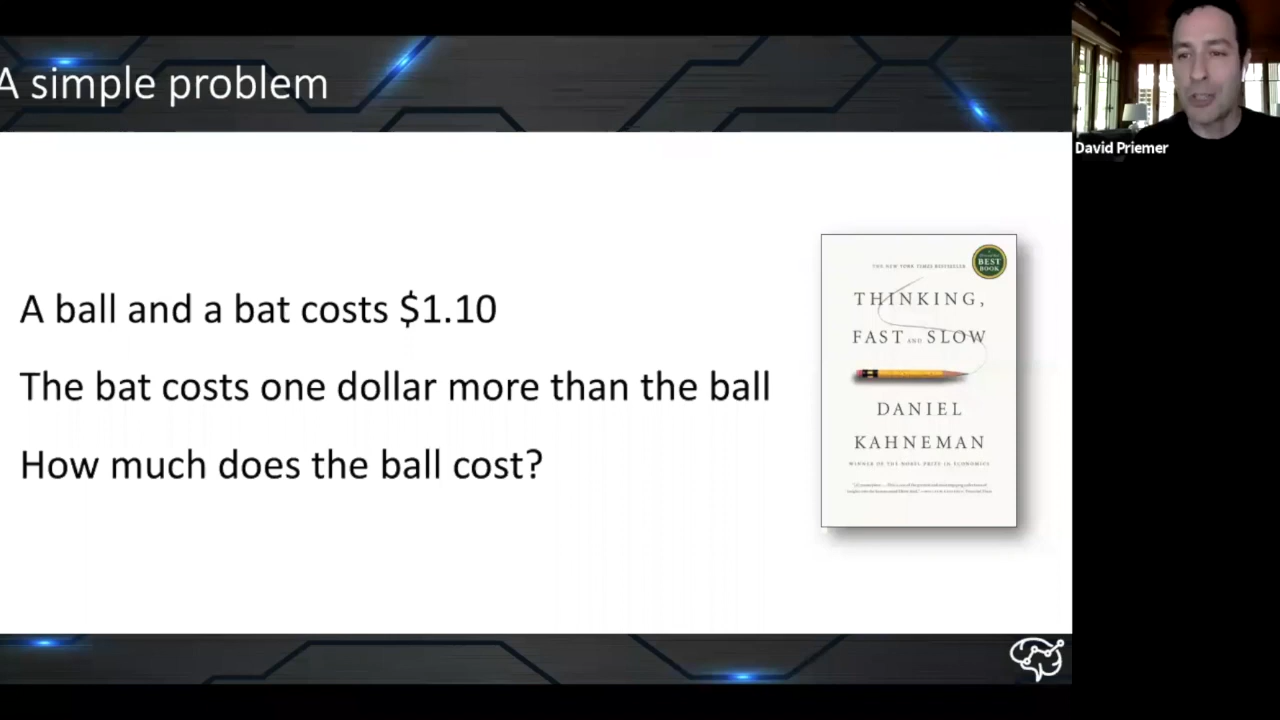 A simple problem
David Priemer
A ball and a bat costs $1.10
The bat costs one dollar more than the ball
How much does the ball cost?
THE NEW YORK TIMES BESTSELLER
BEST
BOOK
THINKING,
FAST AND SLOW
DANIEL
KAHNEMAN
WINNER OF THE NOBEL PRIZE IN ECONOMICS